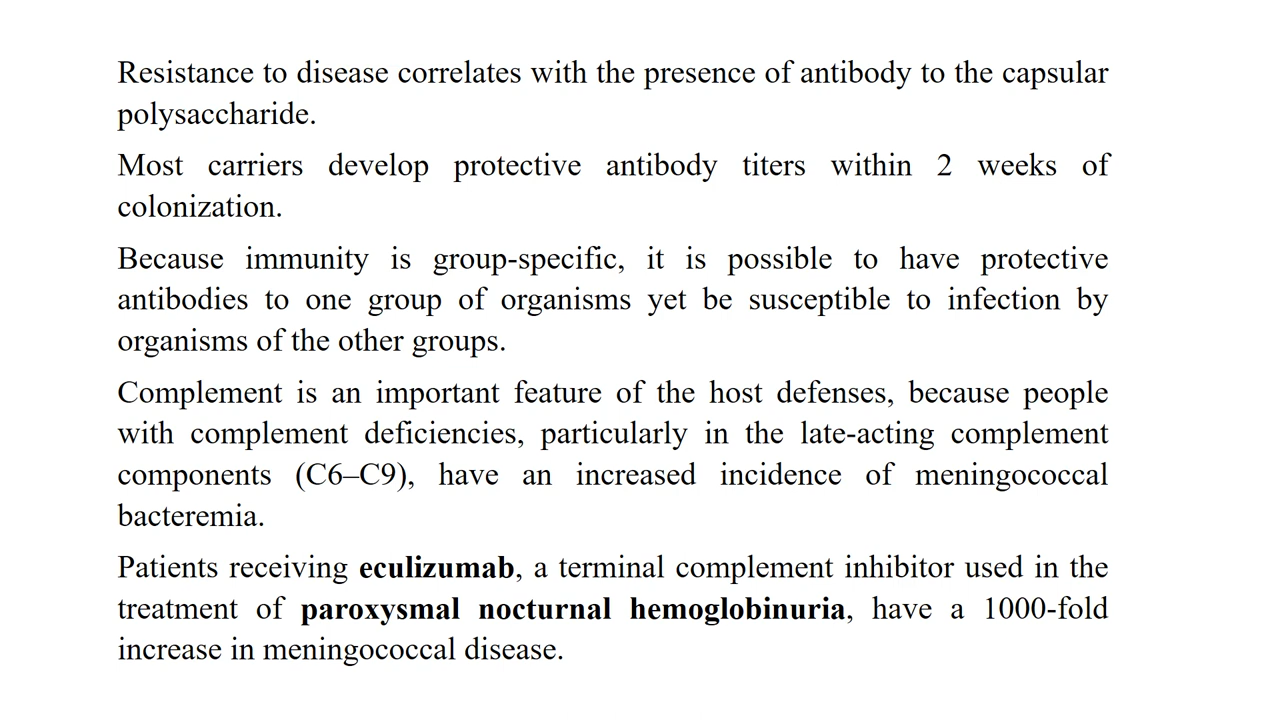 Resistance to disease correlates with the presence of antibody to the capsular
polysaccharide.
Most carriers develop protective antibody titers within 2 weeks of
colonization.
Because immunity is group-specific, it is possible to have protective
antibodies to one group of organisms yet be susceptible to infection by
organisms of the other groups.
Complement is an important feature of the host defenses, because people
with complement deficiencies, particularly in the late-acting complement
components (C6–C9), have an increased incidence of meningococcal
bacteremia.
Patients receiving eculizumab, a terminal complement inhibitor used in the
treatment of paroxysmal nocturnal hemoglobinuria, have a 1000-fold
increase in meningococcal disease.